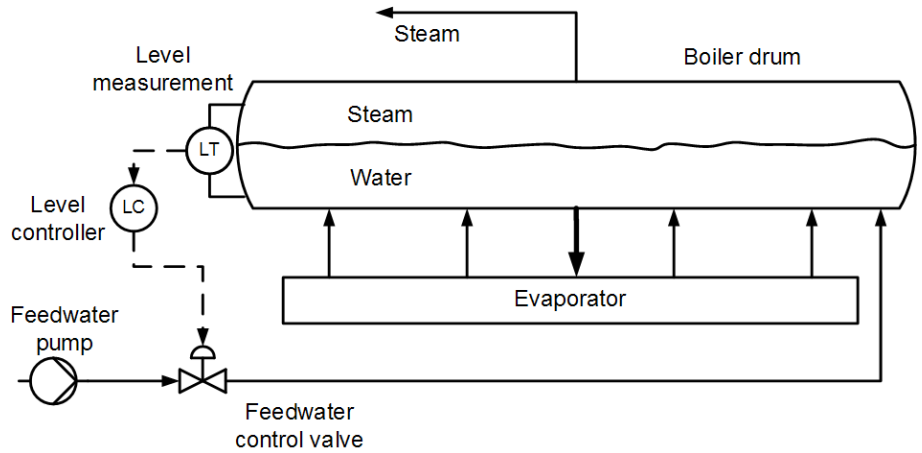 Steam
Level
measurement
Boiler drum
Steam
LT
Water
LC
Level
controller
Evaporator
Feedwater
pump
Feedwater
control valve